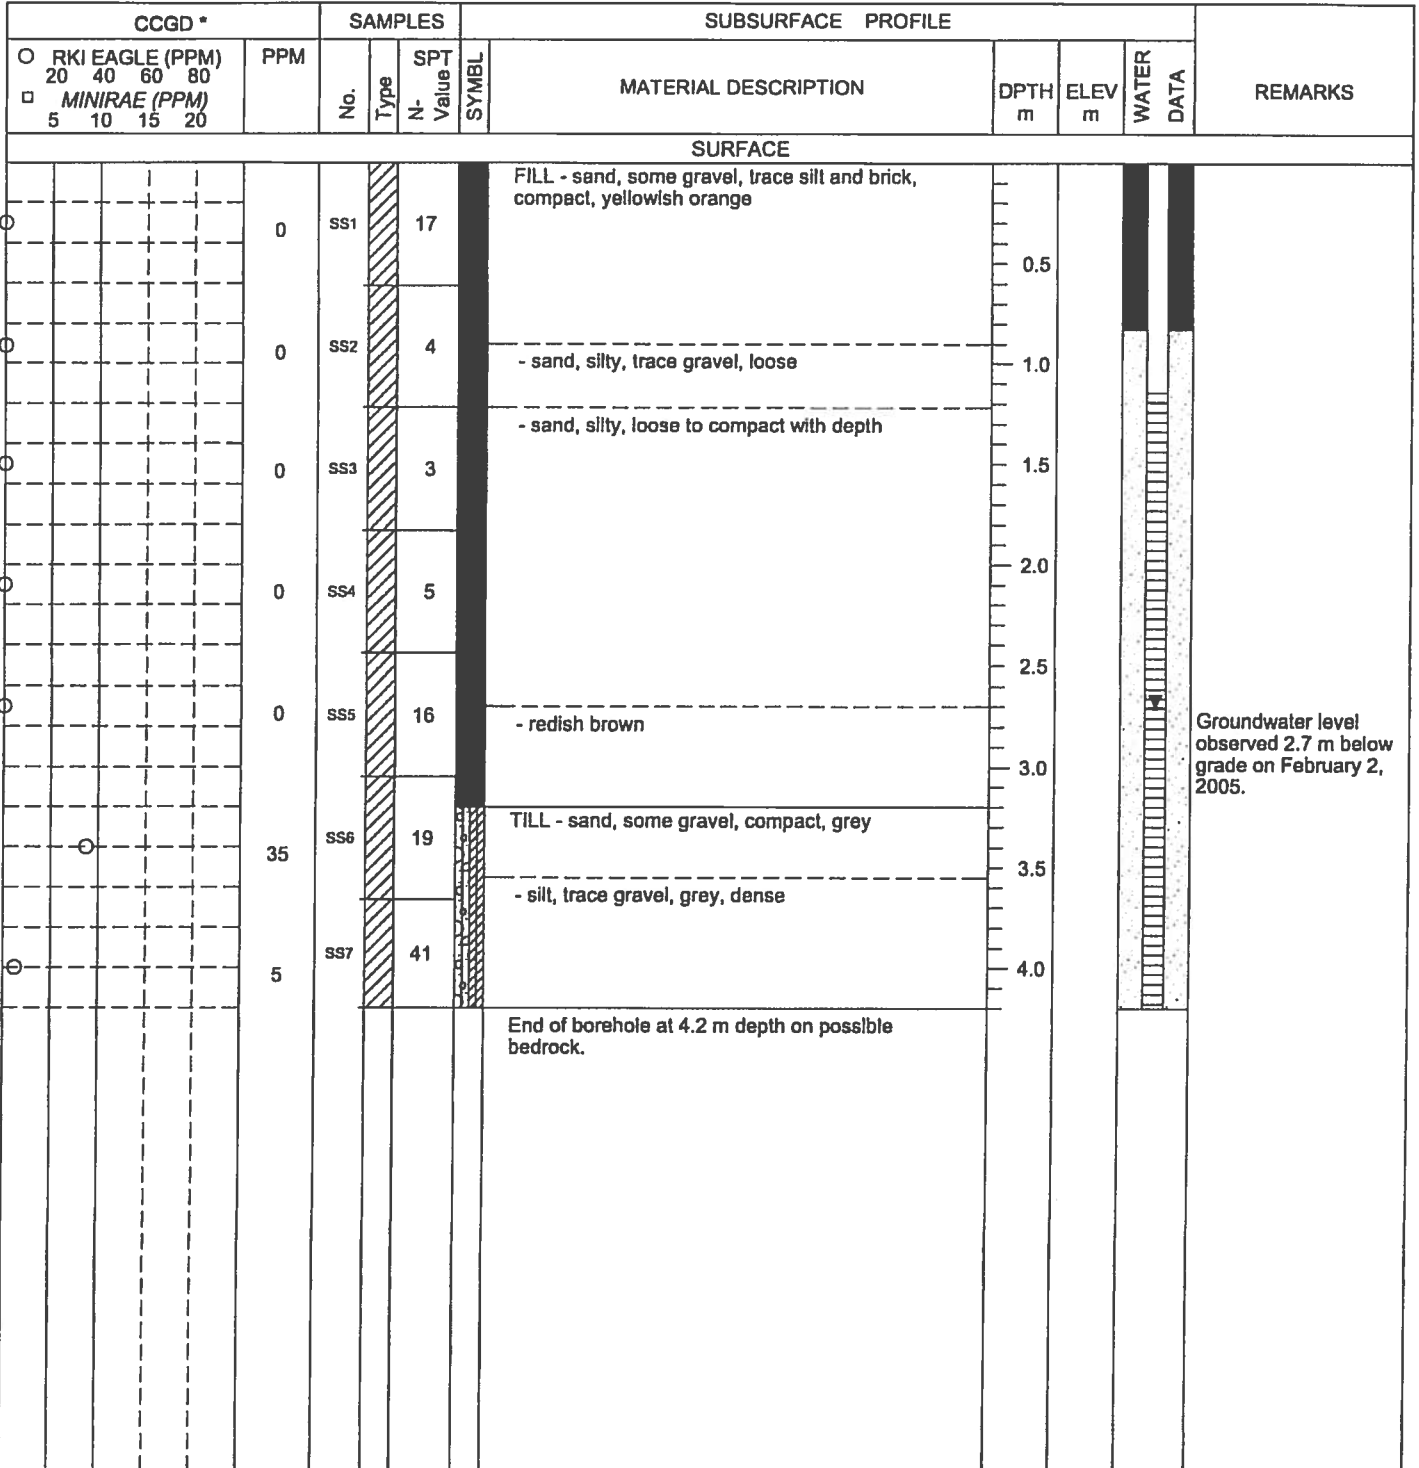 CCGD *
SAMPLES
SUBSURFACE PROFILE
RKI EAGLE (PPM)
20 40 60 80
MINIRAE (PPM)
5 10 15 20
PPM
No.
Type
SPT
N-
Value
SYMBL
MATERIAL DESCRIPTION
DPTH
m
ELEV
m
WATER
DATA
REMARKS
SURFACE
FILL - sand, some gravel, trace silt and brick,
compact, yellowish orange
0 SS1 17
0.5
0 SS2 4
- sand, silty, trace gravel, loose
1.0
- sand, silty, loose to compact with depth
0 SS3 3
1.5
2.0
0 SS4 5
2.5
0 SS5 16
- redish brown
Groundwater level
observed 2.7 m below
grade on February 2,
2005.
3.0
TILL - sand, some gravel, compact, grey
35 SS6 19
3.5
- silt, trace gravel, grey, dense
5 SS7 41
4.0
End of borehole at 4.2 m depth on possible
bedrock.